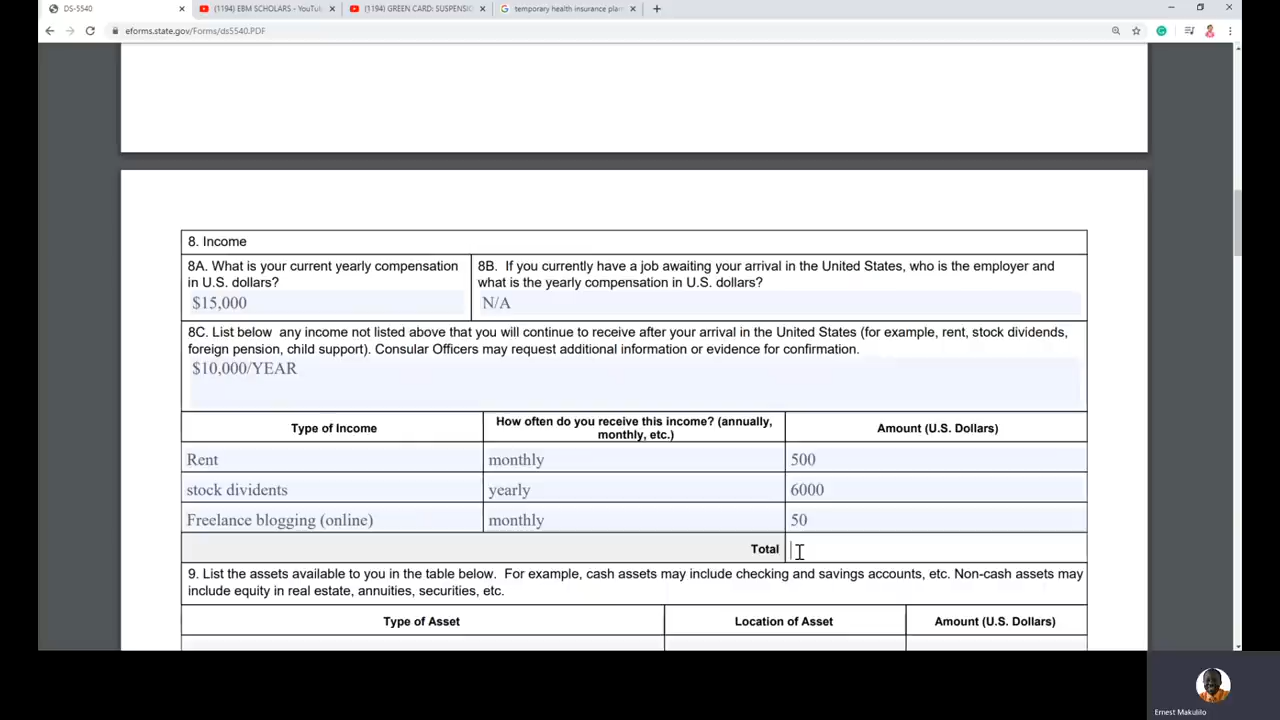 DS-5540
(1194) EBM SCHOLARS - YouTu
(1194) GREEN CARD: SUSPENSI
temporary health insurance plan
eforms.state.gov/Forms/ds5540.PDF
8. Income
8A. What is your current yearly compensation
in U.S. dollars?
$15,000
8B. If you currently have a job awaiting your arrival in the United States, who is the employer and
what is the yearly compensation in U.S. dollars?
N/A
8C. List below any income not listed above that you will continue to receive after your arrival in the United States (for example, rent, stock dividends,
foreign pension, child support). Consular Officers may request additional information or evidence for confirmation.
$10,000/YEAR
Type of Income
How often do you receive this income? (annually,
monthly, etc.)
Amount (U.S. Dollars)
Rent
monthly
500
stock dividents
yearly
6000
Freelance blogging (online)
monthly
50
Total
9. List the assets available to you in the table below. For example, cash assets may include checking and savings accounts, etc. Non-cash assets may
include equity in real estate, annuities, securities, etc.
Type of Asset
Location of Asset
Amount (U.S. Dollars)
Ernest Makulilo